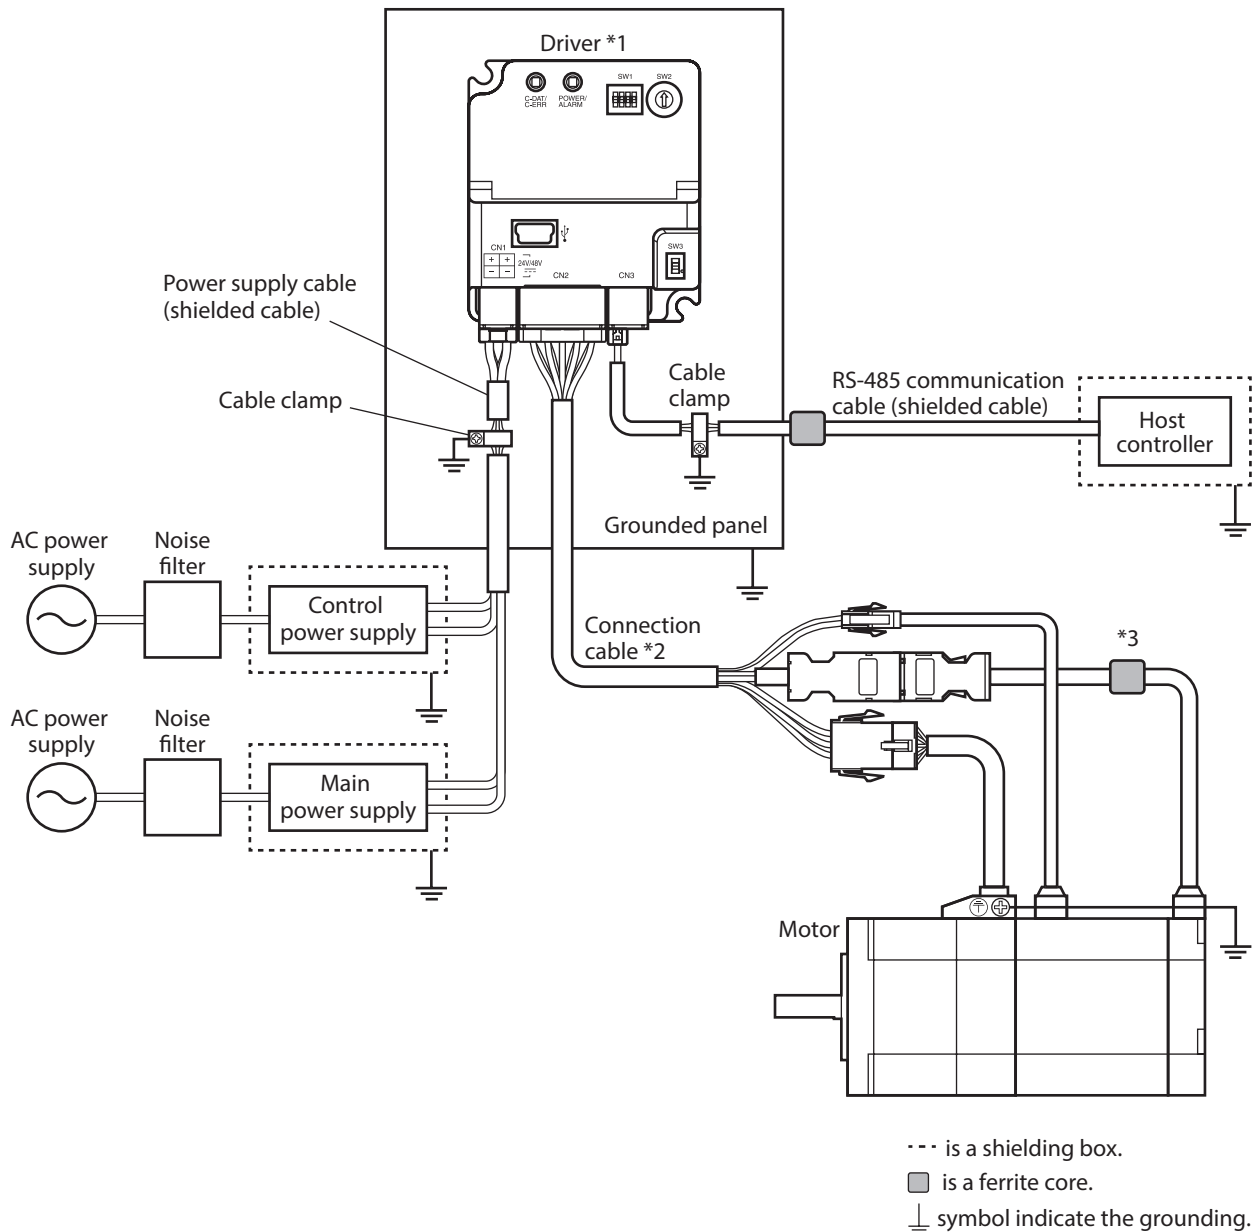 Driver *1
C-DAT/
C-ERR
POWER/
ALARM
SW1
SW2
CN1
+ +
- -
24V/48V
CN2
CN3
SW3
Power supply cable
(shielded cable)
Cable clamp
Cable
clamp
RS-485 communication
cable (shielded cable)
Host
controller
Grounded panel
AC power
supply
Noise
filter
Control
power supply
Connection
cable *2
*3
AC power
supply
Noise
filter
Main
power supply
Motor
is a shielding box.
is a ferrite core.
symbol indicate the grounding.